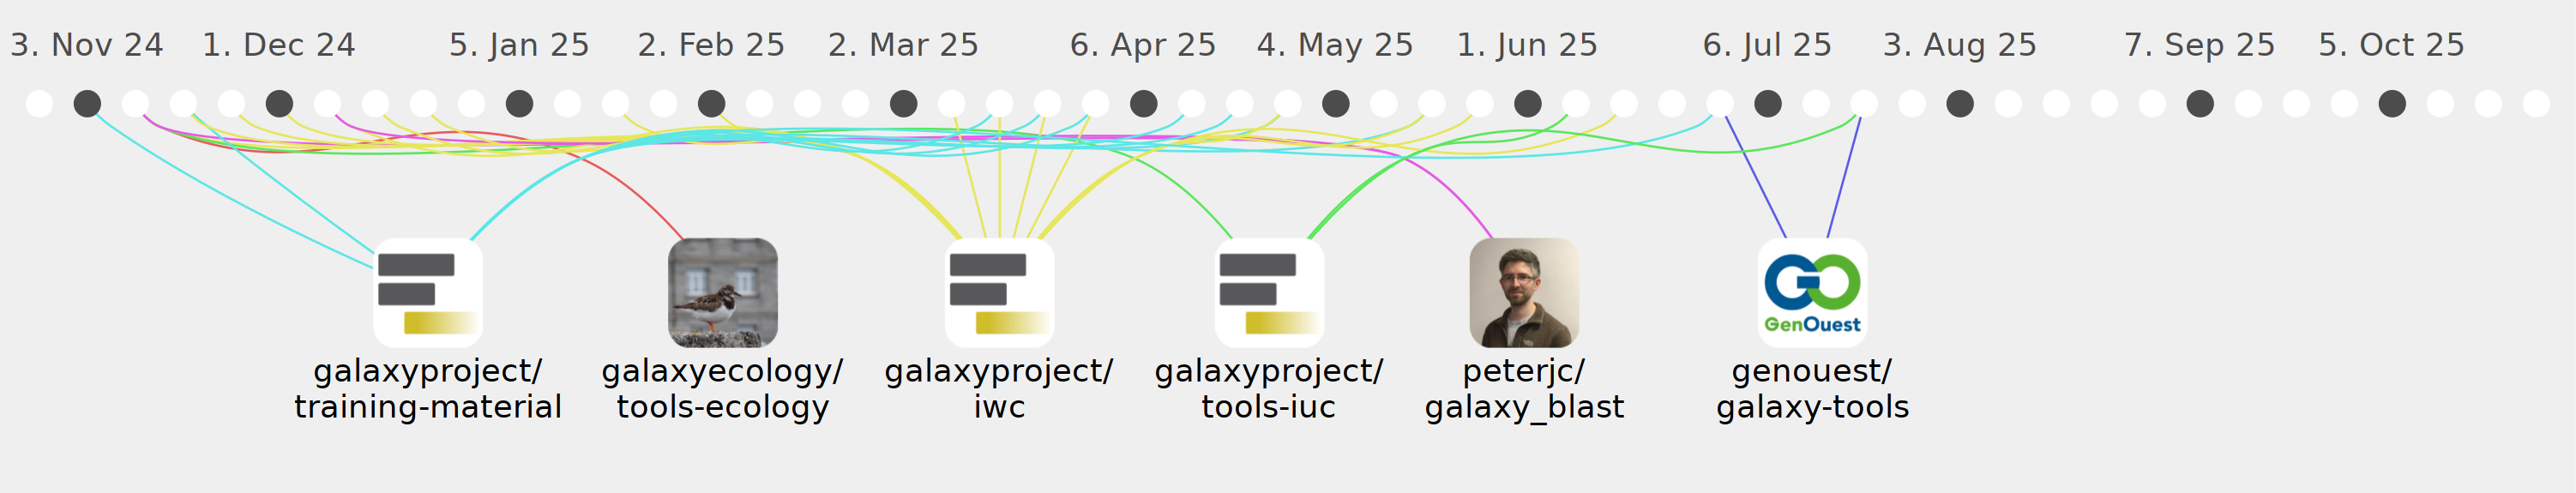 3. Nov 24 1. Dec 24 5. Jan 25 2. Feb 25 2. Mar 25 6. Apr 25 4. May 25 1. Jun 25 6. Jul 25 3. Aug 25 7. Sep 25 5. Oct 25
GO
GenOuest
galaxyproject/
training-material
galaxyecology/
tools-ecology
galaxyproject/
iwc
galaxyproject/
tools-iuc
peterjc/
galaxy_blast
genouest/
galaxy-tools